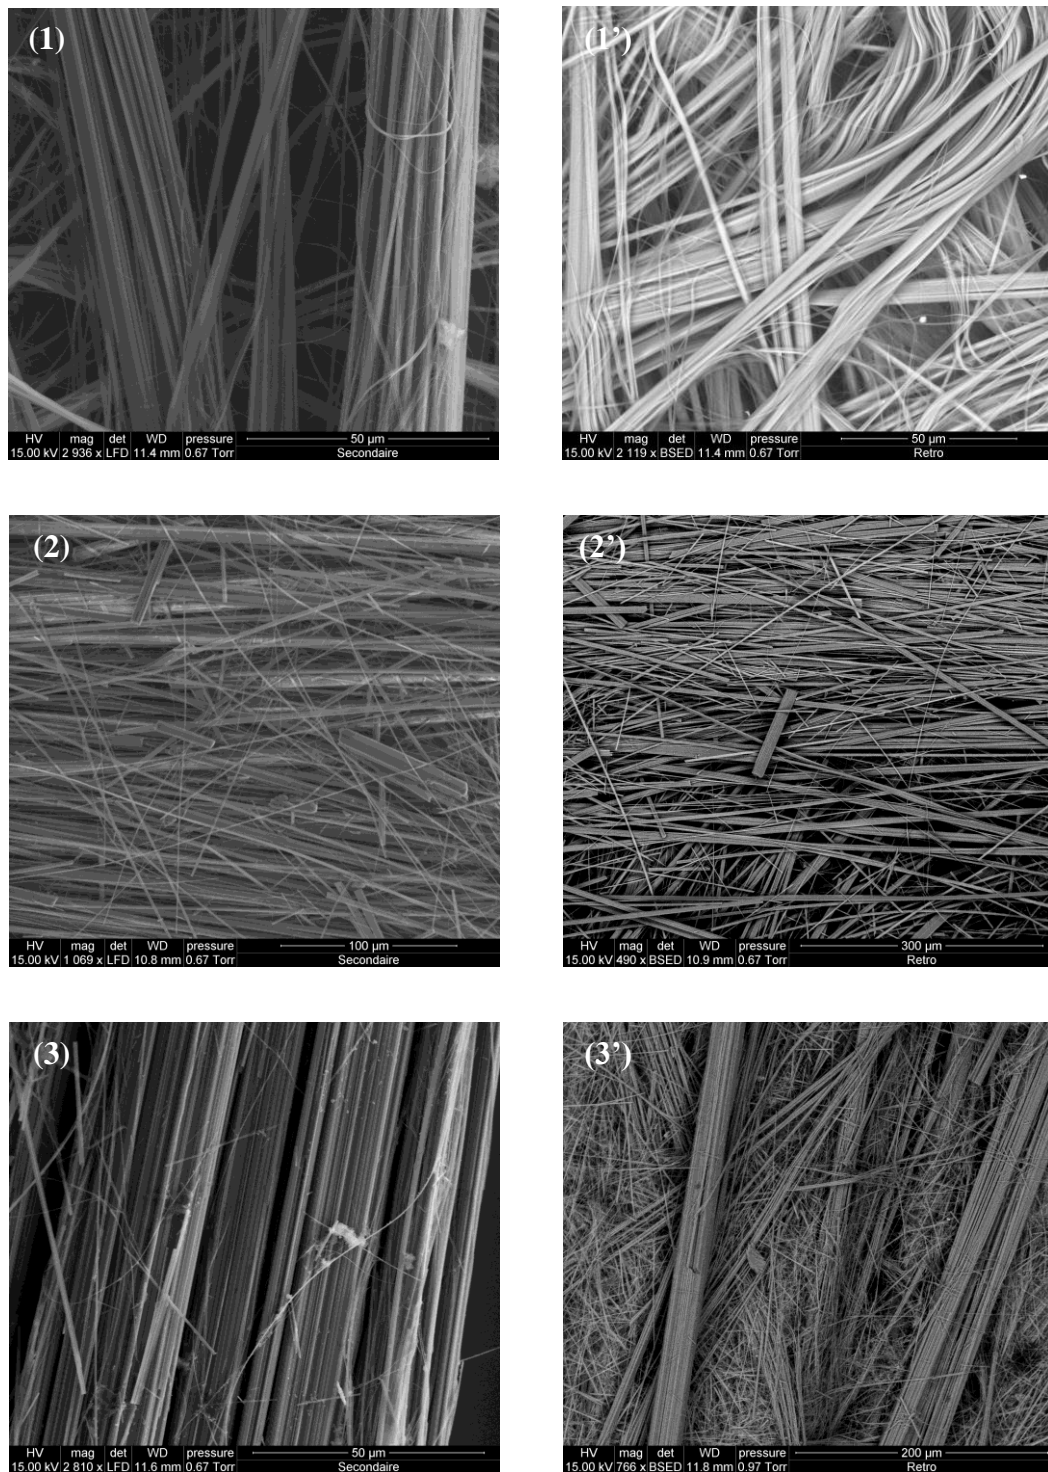 (1)
HV mag det WD pressure 50 µm
15.00 kV 2 936 x LFD 11.4 mm 0.67 Torr Secondaire
(1’)
HV mag det WD pressure 50 µm
15.00 kV 2 119 x BSED 11.4 mm 0.67 Torr Retro
(2)
HV mag det WD pressure 100 µm
15.00 kV 1 069 x LFD 10.8 mm 0.67 Torr Secondaire
(2’)
HV mag det WD pressure 300 µm
15.00 kV 490 x BSED 10.9 mm 0.67 Torr Retro
(3)
HV mag det WD pressure 50 µm
15.00 kV 2 810 x LFD 11.6 mm 0.67 Torr Secondaire
(3’)
HV mag det WD pressure 200 µm
15.00 kV 766 x BSED 11.8 mm 0.97 Torr Retro